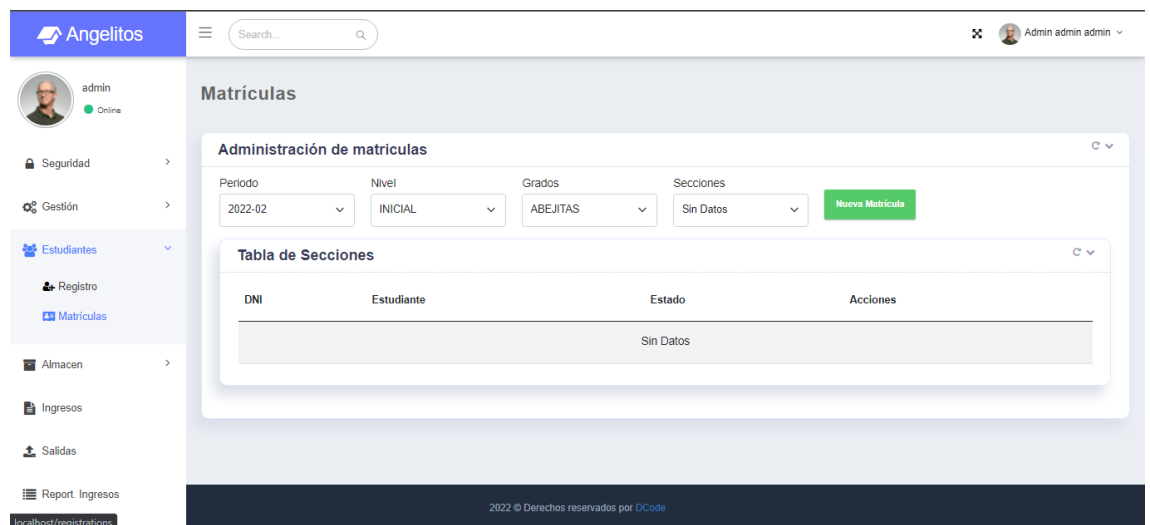 Angelitos
Search...
Admin admin admin
admin
Online
Seguridad
Gestión
Estudiantes
Registro
Matrículas
Almacen
Ingresos
Salidas
Report. Ingresos
localhost/registrations
Matrículas
Administración de matriculas
Periodo Nivel Grados Secciones
2022-02 INICIAL ABEJITAS Sin Datos Nueva Matrícula
Tabla de Secciones
DNI Estudiante Estado Acciones
Sin Datos
2022 © Derechos reservados por DCode